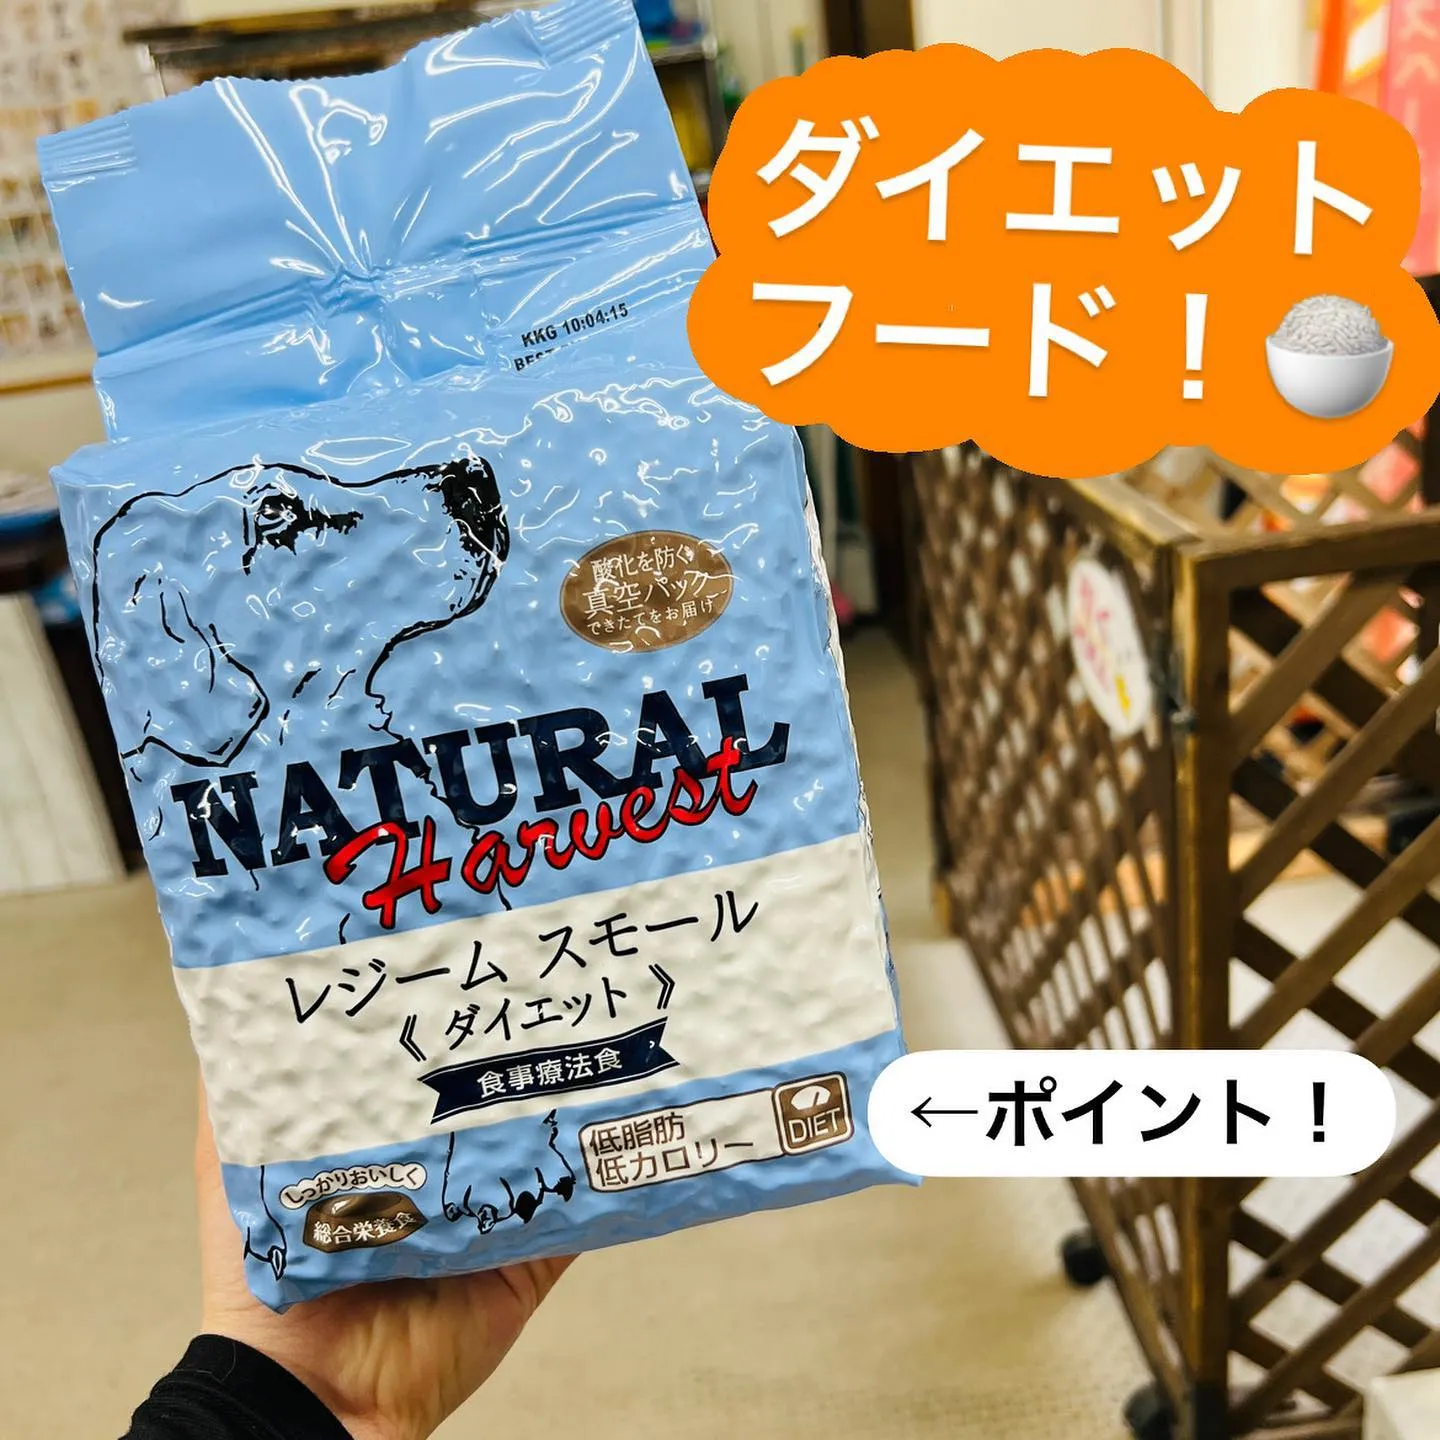 ダイエット
フード！
KKG 10:04:15
酸化を防ぐ
真空パック
できたてをお届け
NATURAL
Harvest
レジーム スモール
《 ダイエット 》
食事療法食
低脂肪
低カロリー
DIET
←ポイント！
しっかりおいしく
総合栄養食